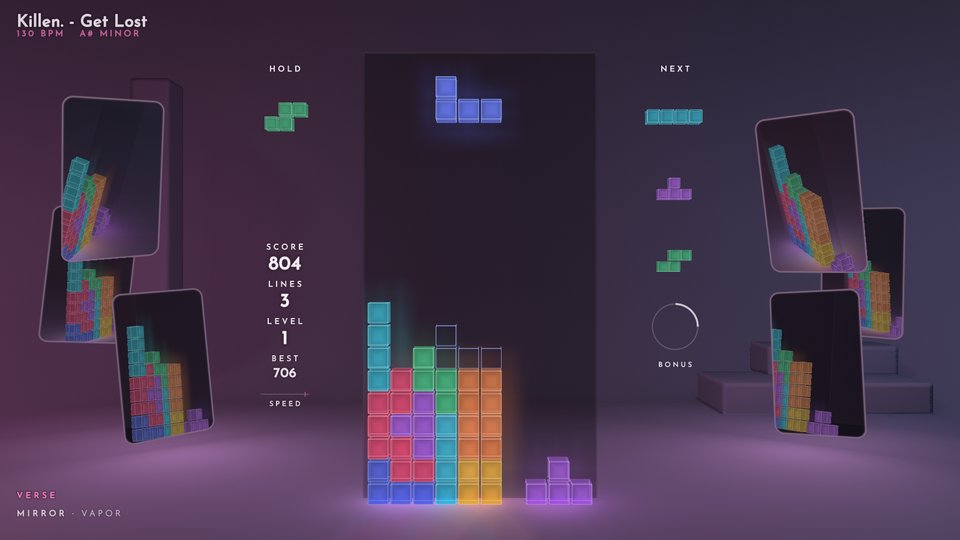 Killen. - Get Lost
130 BPM A# MINOR
HOLD
NEXT
SCORE
804
LINES
3
LEVEL
1
BEST
706
SPEED
BONUS
VERSE
MIRROR - VAPOR